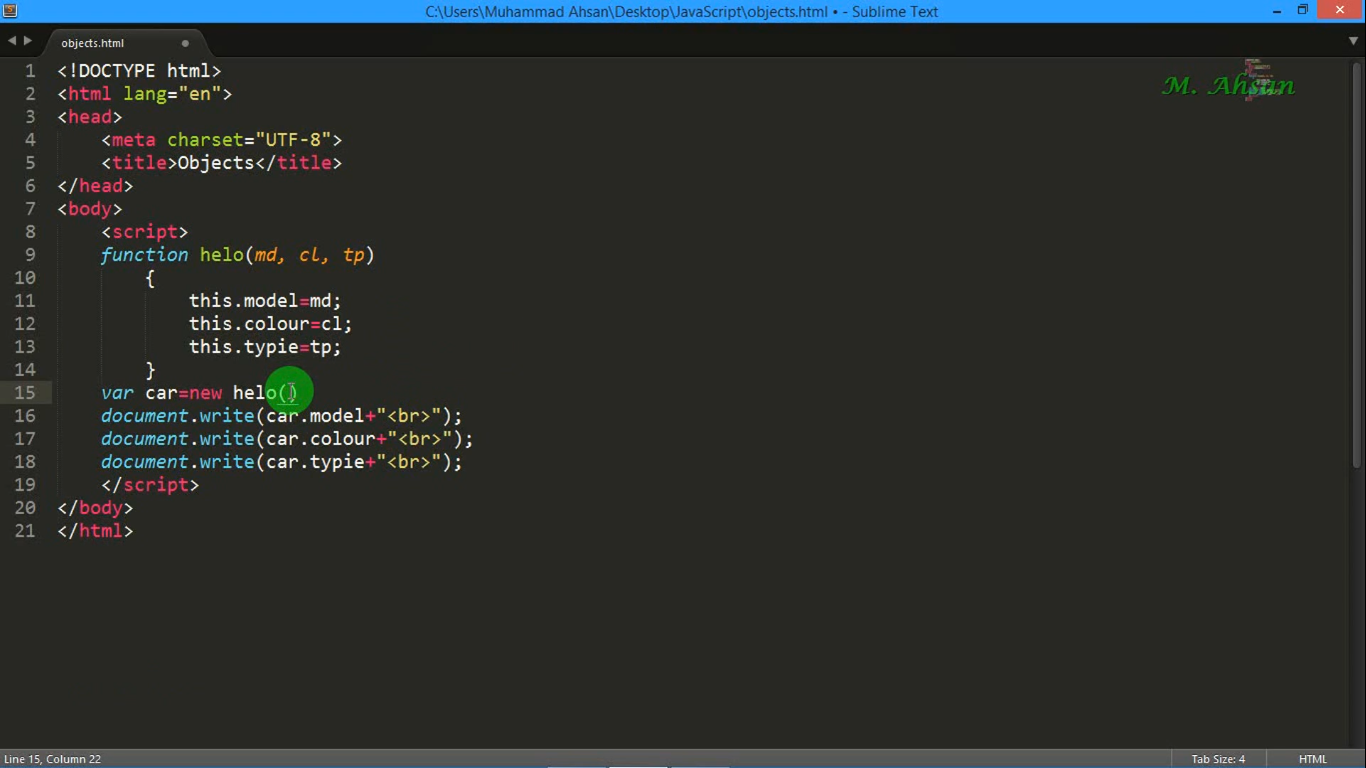 C:\Users\Muhammad Ahsan\Desktop\JavaScript\objects.html • - Sublime Text
objects.html
M. Ahsan
1 <!DOCTYPE html>
2 <html lang="en">
3 <head>
4 <meta charset="UTF-8">
5 <title>Objects</title>
6 </head>
7 <body>
8 <script>
9 function helo(md, cl, tp)
10 {
11 this.model=md;
12 this.colour=cl;
13 this.typie=tp;
14 }
15 var car=new helo()
16 document.write(car.model+"<br>");
17 document.write(car.colour+"<br>");
18 document.write(car.typie+"<br>");
19 </script>
20 </body>
21 </html>
Line 15, Column 22
Tab Size: 4
HTML